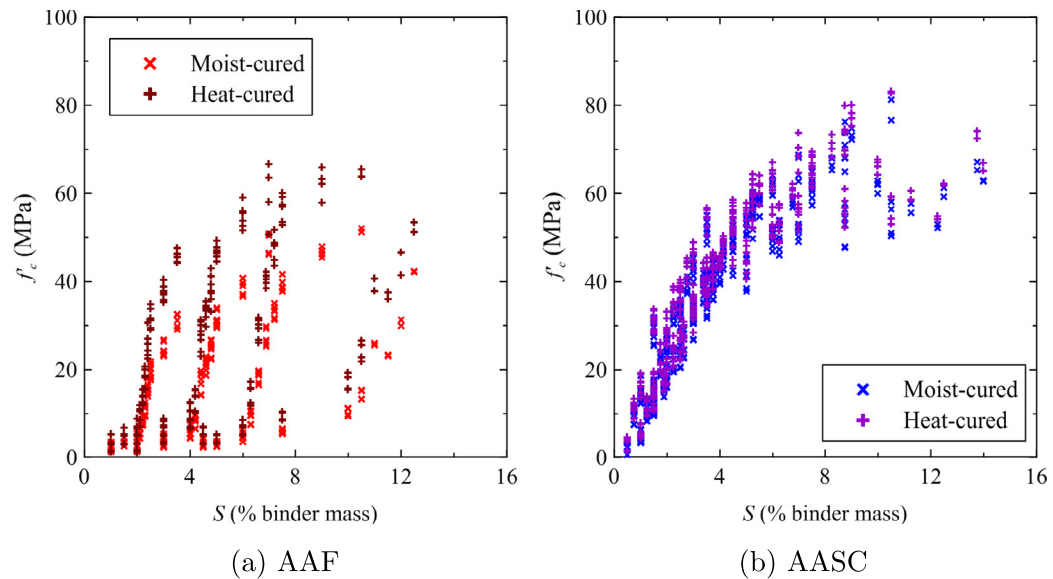 100
80
60
40
20
0
f'c (MPa)
Moist-cured
Heat-cured
0 4 8 12 16
S (% binder mass)
(a) AAF
100
80
60
40
20
0
f'c (MPa)
Moist-cured
Heat-cured
0 4 8 12 16
S (% binder mass)
(b) AASC